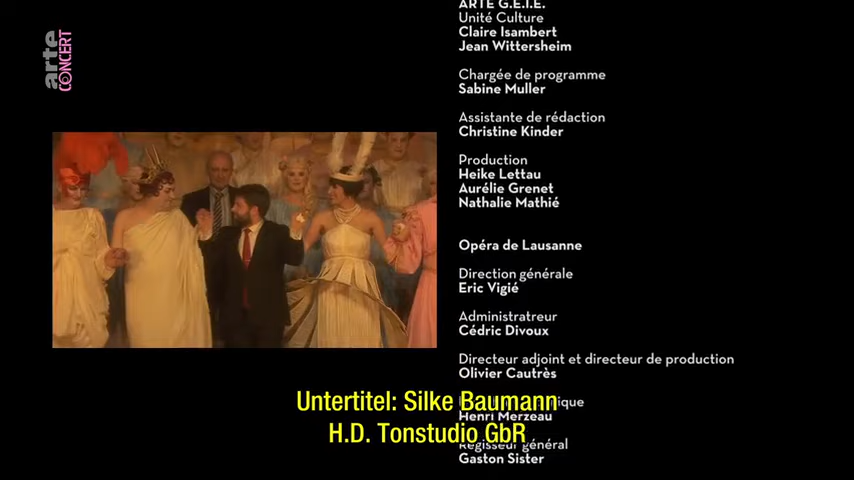 arte
CONCERT
ARTE G.E.I.E.
Unité Culture
Claire Isambert
Jean Wittersheim
Chargée de programme
Sabine Muller
Assistante de rédaction
Christine Kinder
Production
Heike Lettau
Aurélie Grenet
Nathalie Mathié
Opéra de Lausanne
Direction générale
Eric Vigié
Administrateur
Cédric Divoux
Directeur adjoint et directeur de production
Olivier Cautrès
Henri Merzeau
Régisseur général
Gaston Sister
Untertitel: Silke Baumann
H.D. Tonstudio GbR